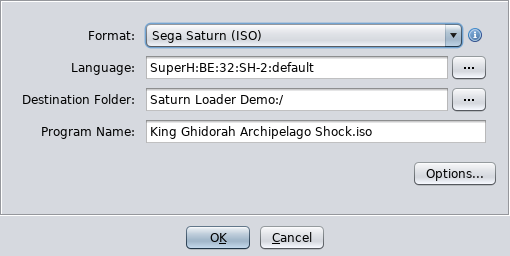 Format: Sega Saturn (ISO)
Language: SuperH:BE:32:SH-2:default ...
Destination Folder: Saturn Loader Demo:/ ...
Program Name: King Ghidorah Archipelago Shock.iso
Options...
OK Cancel